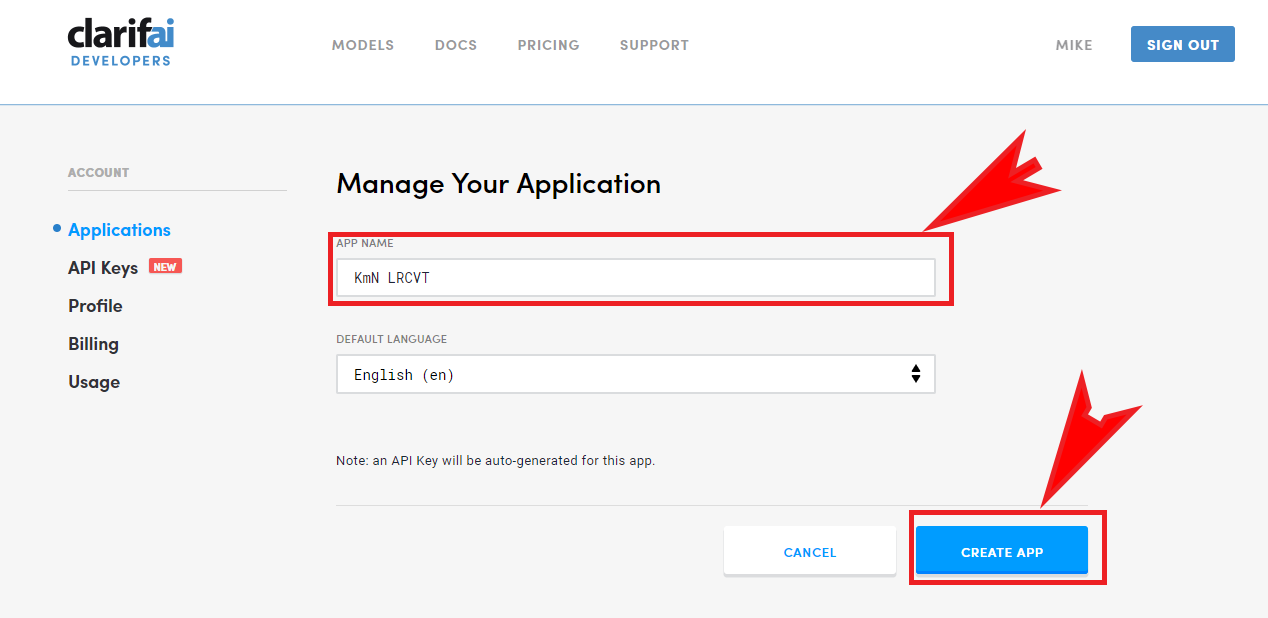 clarifai
DEVELOPERS
MODELS DOCS PRICING SUPPORT MIKE SIGN OUT
ACCOUNT
Applications
API Keys NEW
Profile
Billing
Usage
Manage Your Application
APP NAME
KmN LRCVT
DEFAULT LANGUAGE
English (en)
Note: an API Key will be auto-generated for this app.
CANCEL CREATE APP